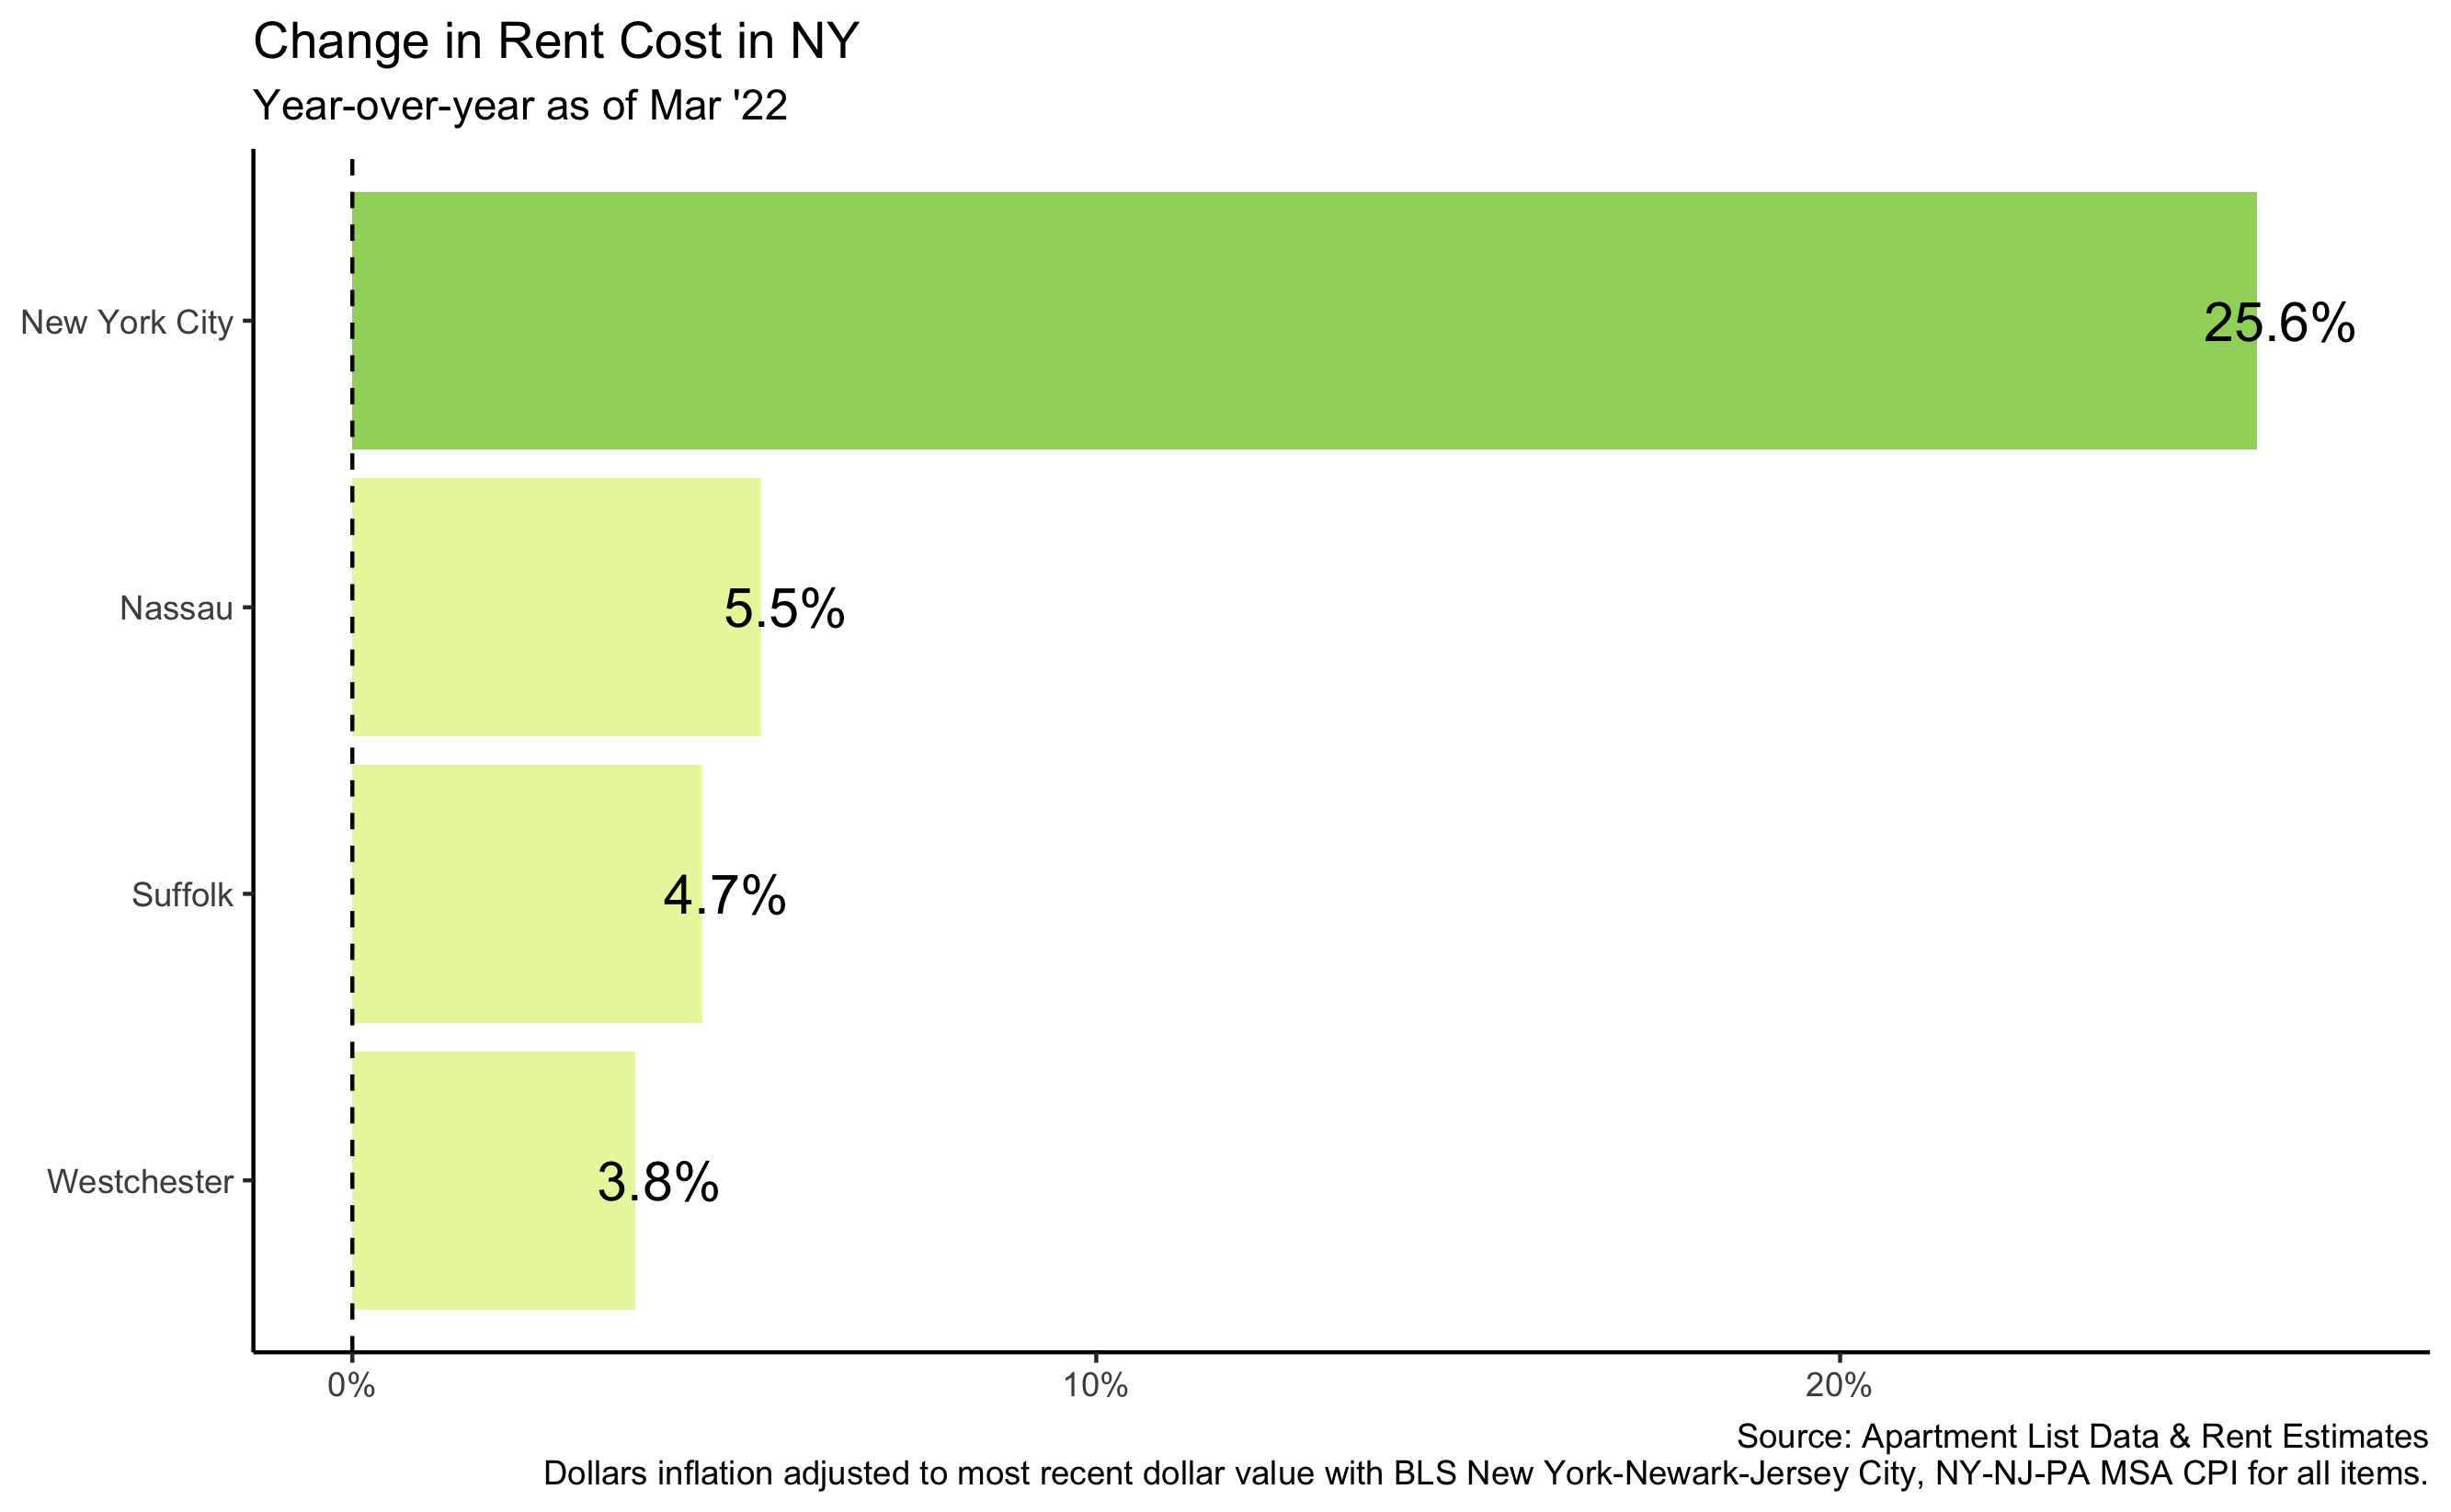 Change in Rent Cost in NY
Year-over-year as of Mar '22
New York City
25.6%
Nassau
5.5%
Suffolk
4.7%
Westchester
3.8%
0%
10%
20%
Source: Apartment List Data & Rent Estimates
Dollars inflation adjusted to most recent dollar value with BLS New York-Newark-Jersey City, NY-NJ-PA MSA CPI for all items.